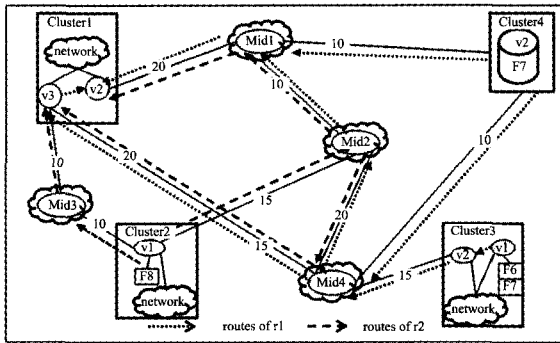 Cluster1
network
v3
v2
20
Mid1
10
Cluster4
v2
F7
10
Mid2
10
10
20
Mid3
10
15
20
Cluster2
v1
F8
network
15
Mid4
15
Cluster3
v2
v1
F6
F7
network
routes of r1
routes of r2